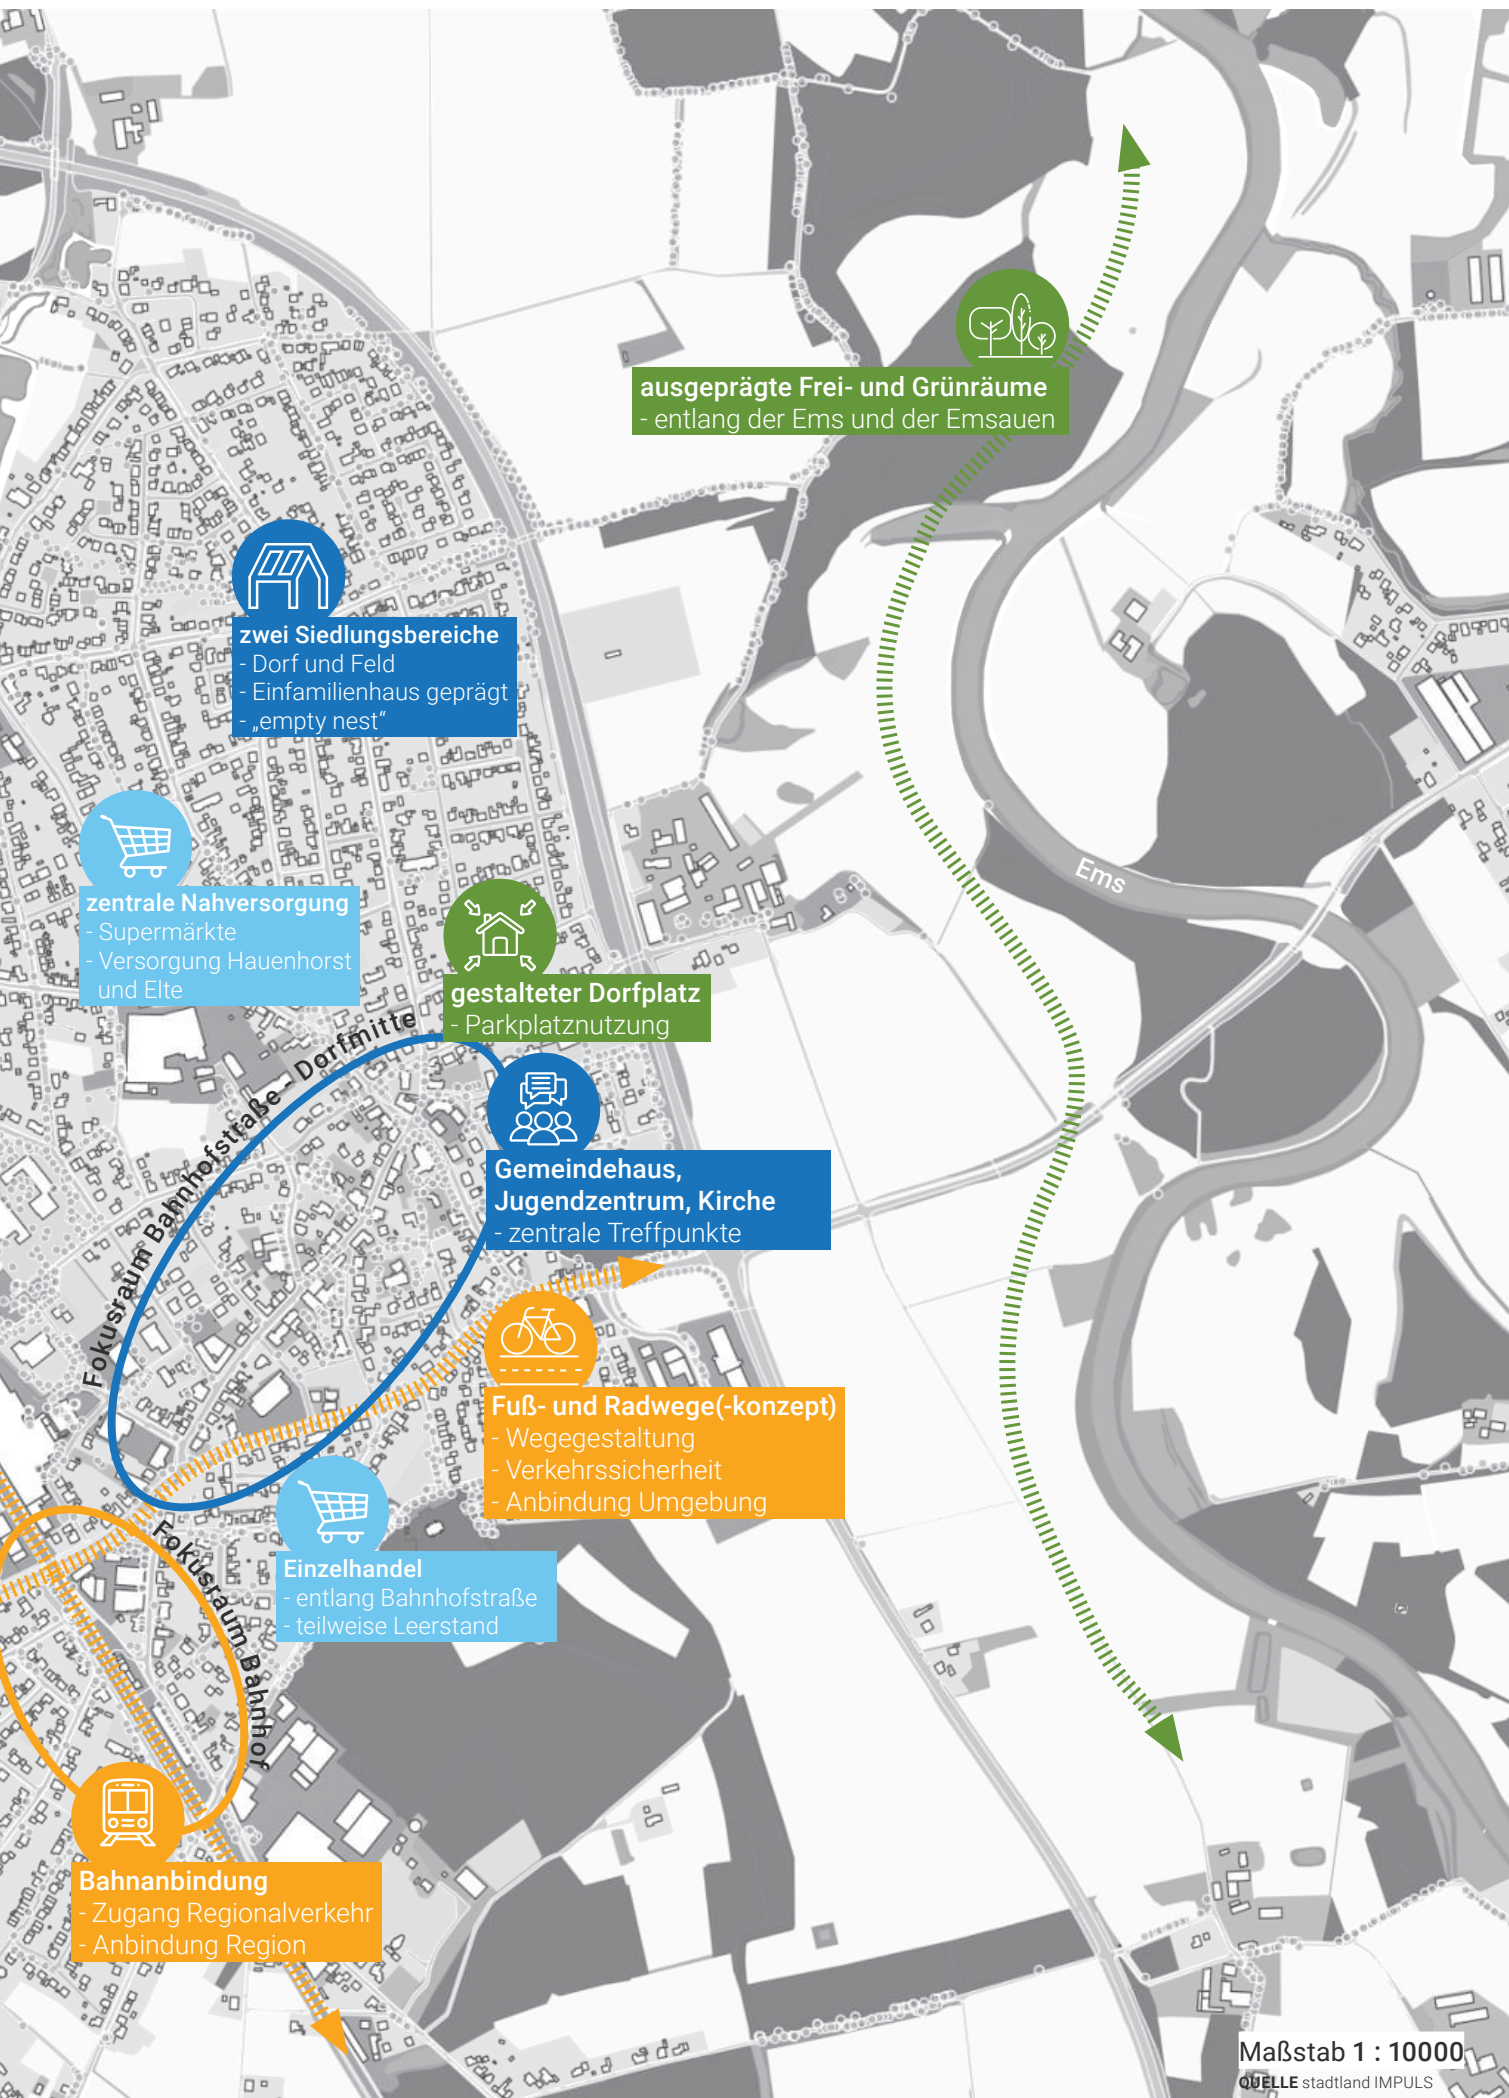 ausgeprägte Frei- und Grünräume
- entlang der Ems und der Emsauen
zwei Siedlungsbereiche
- Dorf und Feld
- Einfamilienhaus geprägt
- „empty nest“
Ems
zentrale Nahversorgung
- Supermärkte
- Versorgung Hauenhorst
und Elte
gestalteter Dorfplatz
- Parkplatznutzung
Fokusraum Bahnhofstraße - Dorfmitte
Gemeindehaus,
Jugendzentrum, Kirche
- zentrale Treffpunkte
Fuß- und Radwege(-konzept)
- Wegegestaltung
- Verkehrssicherheit
- Anbindung Umgebung
Einzelhandel
- entlang Bahnhofstraße
- teilweise Leerstand
Fokusraum Bahnhof
Bahnanbindung
- Zugang Regionalverkehr
- Anbindung Region
Maßstab 1 : 10000
QUELLE stadtland IMPULS